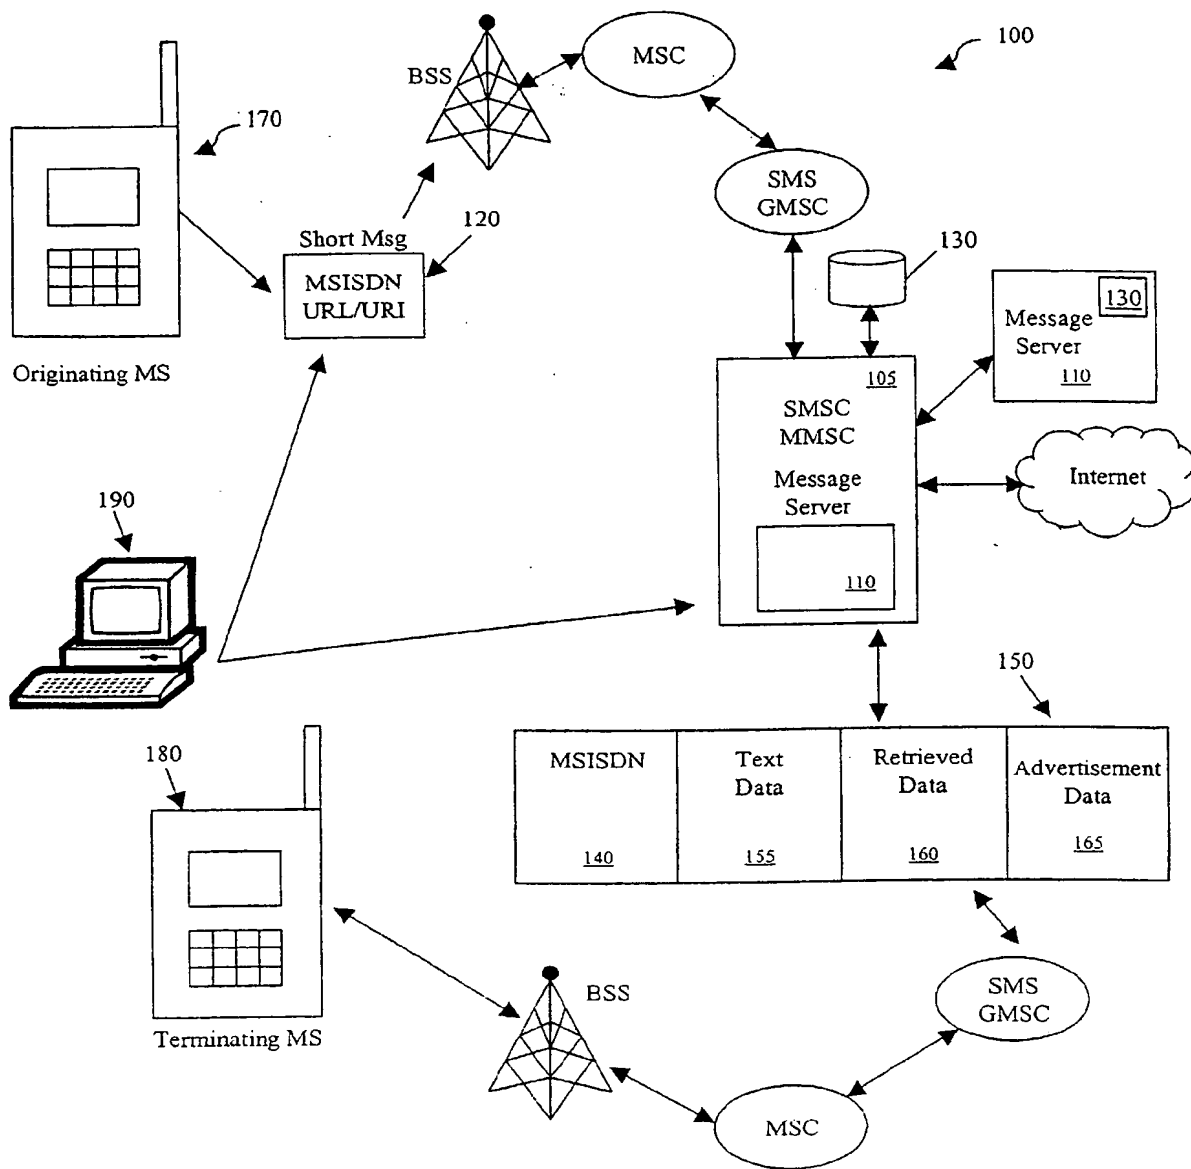 100
MSC
BSS
170
SMS
GMSC
120
Short Msg
MSISDN
URL/URI
130
130
Message
Server
110
Originating MS
105
SMSC
MMSC
Message
Server
110
Internet
190
150
MSISDN
140
Text
Data
155
Retrieved
Data
160
Advertisement
Data
165
180
Terminating MS
BSS
SMS
GMSC
MSC